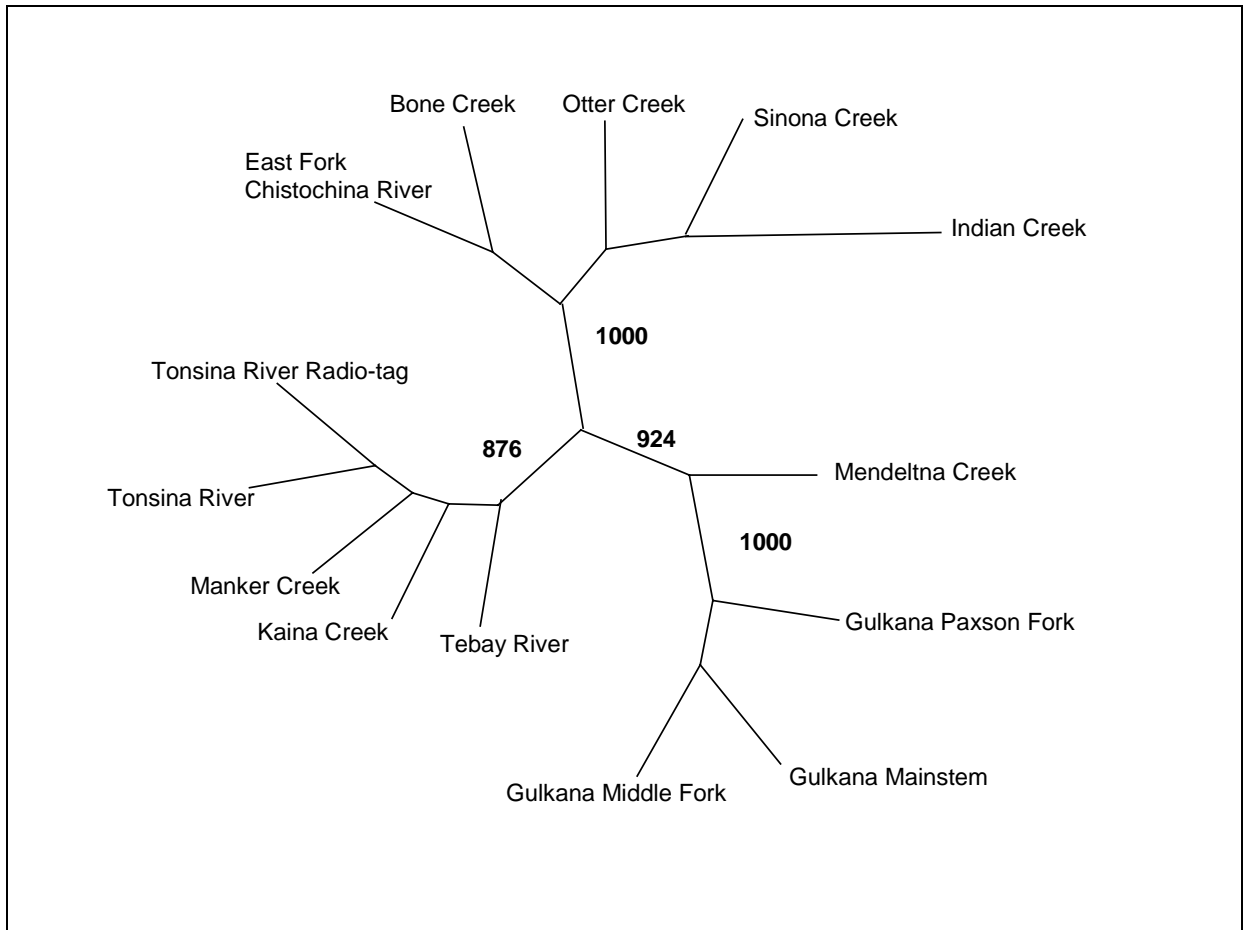 Bone Creek
Otter Creek
Sinona Creek
East Fork
Chistochina River
Indian Creek
1000
Tonsina River Radio-tag
876
924
Mendeltna Creek
Tonsina River
1000
Manker Creek
Kaina Creek
Tebay River
Gulkana Paxson Fork
Gulkana Middle Fork
Gulkana Mainstem